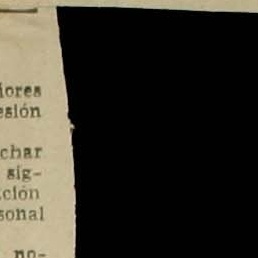 iores
esión
char
sig-
ción
sonal
no-